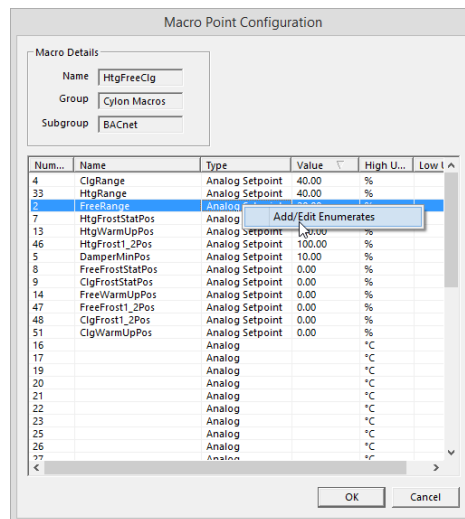 Macro Point Configuration
Macro Details
Name HtgFreeClg
Group Cylon Macros
Subgroup BACnet
Num... Name Type Value High U... Low
4 ClgRange Analog Setpoint 40.00 %
33 HtgRange Analog Setpoint 40.00 %
2 FreeRange Analog Setpoint 20.00 %
7 HtgFrostStatPos Analog
Add/Edit Enumerates
13 HtgWarmUpPos Analog Setpoint %
46 HtgFrost1_2Pos Analog Setpoint 100.00 %
5 DamperMinPos Analog Setpoint 10.00 %
8 FreeFrostStatPos Analog Setpoint 0.00 %
9 ClgFrostStatPos Analog Setpoint 0.00 %
14 FreeWarmUpPos Analog Setpoint 0.00 %
47 FreeFrost1_2Pos Analog Setpoint 0.00 %
48 ClgFrost1_2Pos Analog Setpoint 0.00 %
51 ClgWarmUpPos Analog Setpoint 0.00 %
16 Analog °C
17 Analog °C
19 Analog °C
20 Analog °C
21 Analog °C
22 Analog °C
23 Analog °C
25 Analog °C
26 Analog °C
27 Analog °C
OK Cancel